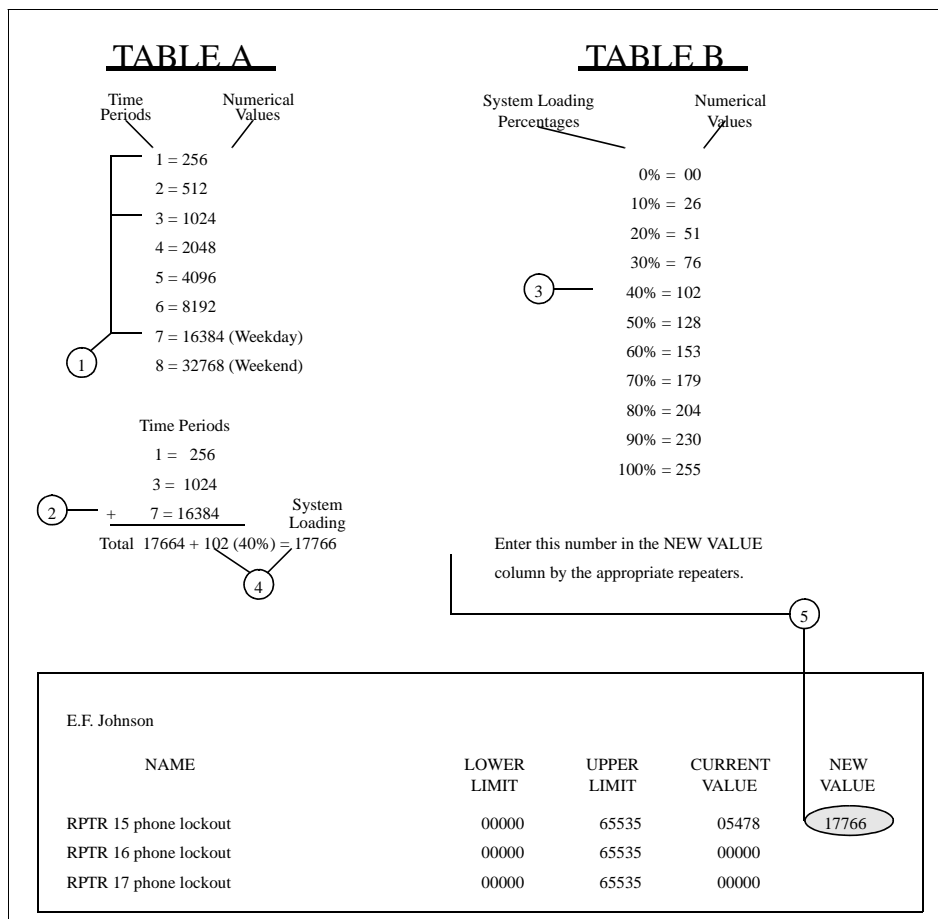 TABLE A
Time Periods
Numerical Values
1 = 256
2 = 512
3 = 1024
4 = 2048
5 = 4096
6 = 8192
7 = 16384 (Weekday)
8 = 32768 (Weekend)
1
Time Periods
1 = 256
3 = 1024
2
+ 7 = 16384
System Loading
Total 17664 + 102 (40%) = 17766
4
TABLE B
System Loading Percentages
Numerical Values
0% = 00
10% = 26
20% = 51
30% = 76
3
40% = 102
50% = 128
60% = 153
70% = 179
80% = 204
90% = 230
100% = 255
Enter this number in the NEW VALUE
column by the appropriate repeaters.
5
E.F. Johnson
NAME LOWER LIMIT UPPER LIMIT CURRENT VALUE NEW VALUE
RPTR 15 phone lockout 00000 65535 05478 17766
RPTR 16 phone lockout 00000 65535 00000
RPTR 17 phone lockout 00000 65535 00000